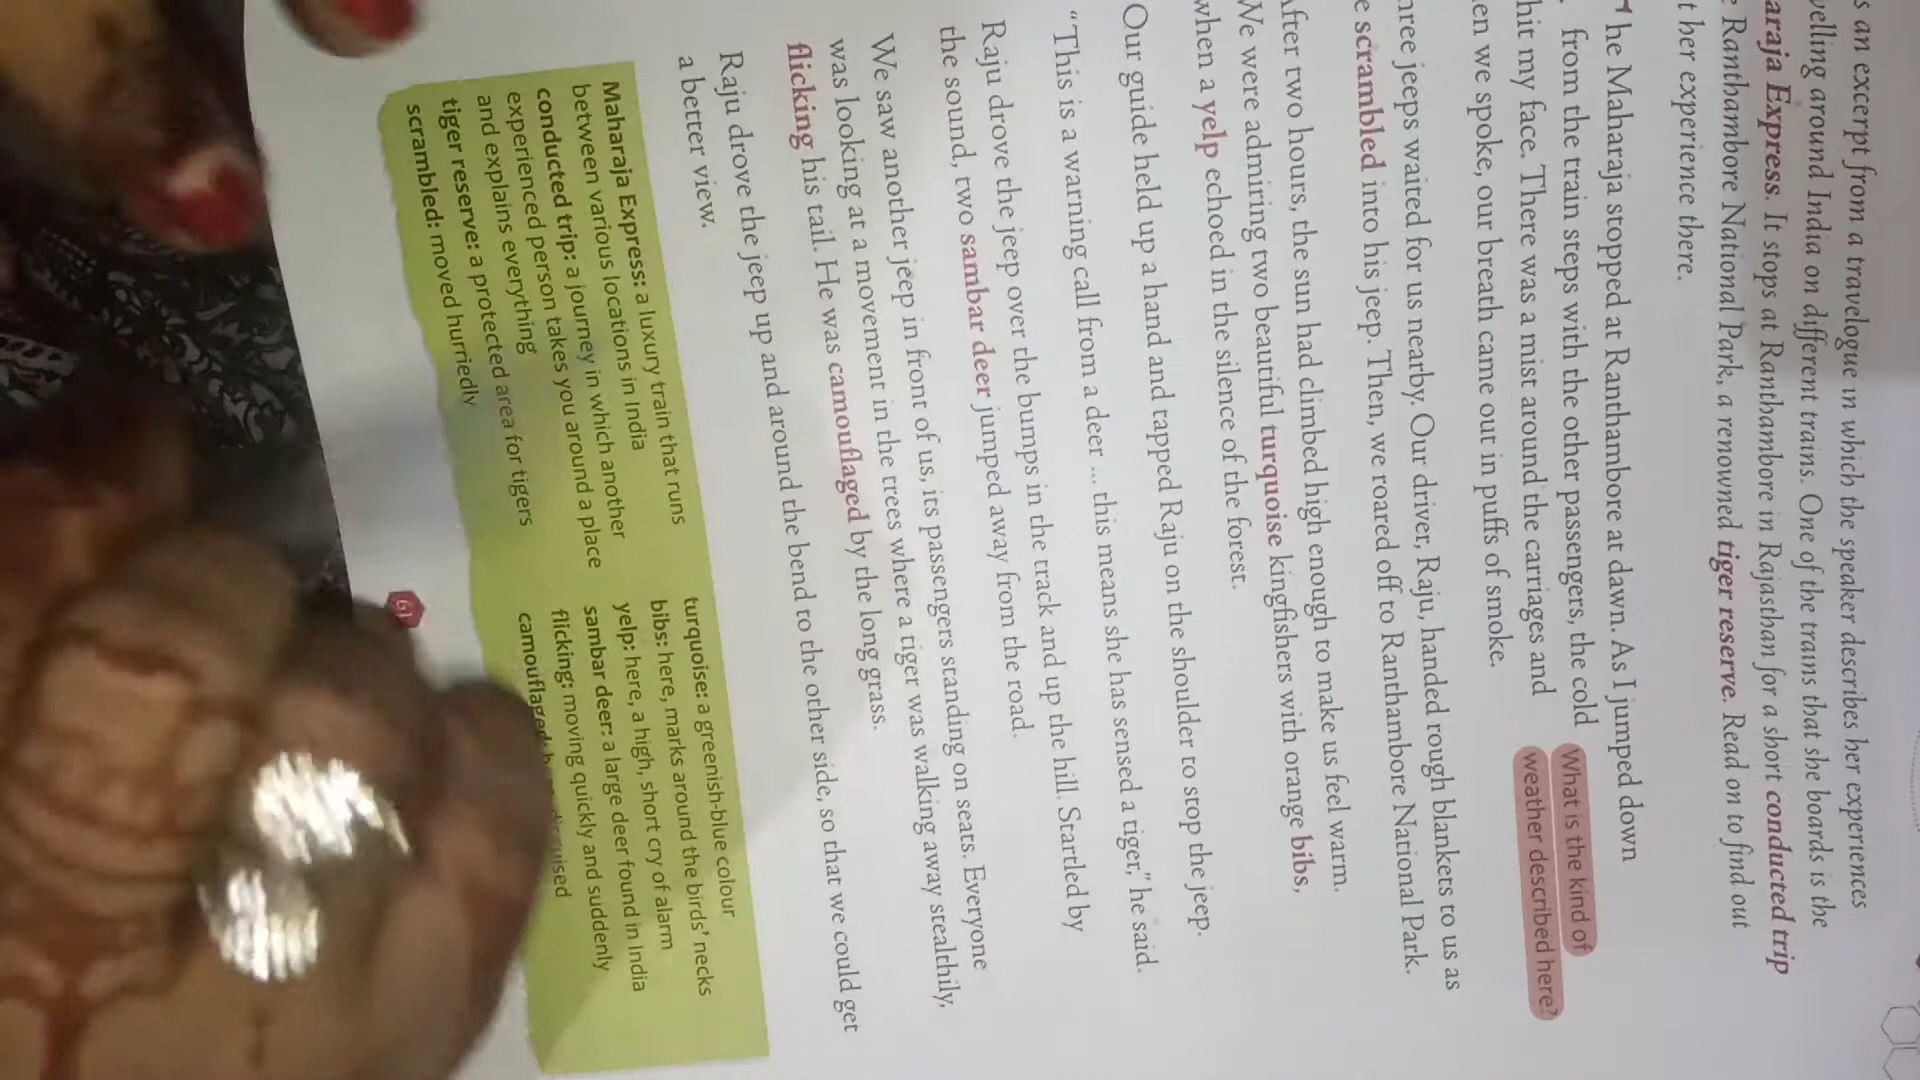 s an excerpt from a travelogue in which the speaker describes her experiences
velling around India on different trains. One of the trains that she boards is the
araja Express. It stops at Ranthambore in Rajasthan for a short conducted trip
e Ranthambore National Park, a renowned tiger reserve. Read on to find out
t her experience there.
he Maharaja stopped at Ranthambore at dawn. As I jumped down
from the train steps with the other passengers, the cold
hit my face. There was a mist around the carriages and
en we spoke, our breath came out in puffs of smoke.
What is the kind of
weather described here?
hree jeeps waited for us nearby. Our driver, Raju, handed rough blankets to us as
e scrambled into his jeep. Then, we roared off to Ranthambore National Park.
After two hours, the sun had climbed high enough to make us feel warm.
We were admiring two beautiful turquoise kingfishers with orange bibs,
when a yelp echoed in the silence of the forest.
Our guide held up a hand and tapped Raju on the shoulder to stop the jeep.
“This is a warning call from a deer ... this means she has sensed a tiger,” he said.
Raju drove the jeep over the bumps in the track and up the hill. Startled by
the sound, two sambar deer jumped away from the road.
We saw another jeep in front of us, its passengers standing on seats. Everyone
was looking at a movement in the trees where a tiger was walking away stealthily,
flicking his tail. He was camouflaged by the long grass.
Raju drove the jeep up and around the bend to the other side, so that we could get
a better view.
Maharaja Express: a luxury train that runs
between various locations in India
conducted trip: a journey in which another
experienced person takes you around a place
and explains everything
tiger reserve: a protected area for tigers
scrambled: moved hurriedly
turquoise: a greenish-blue colour
bibs: here, marks around the birds’ necks
yelp: here, a high, short cry of alarm
sambar deer: a large deer found in India
flicking: moving quickly and suddenly
camouflaged:
61